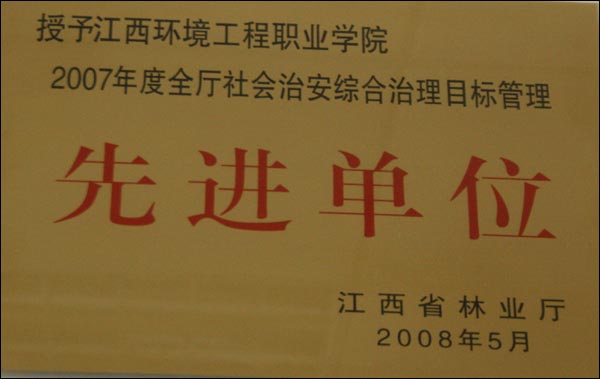 授予江西环境工程职业学院
2007年度全厅社会治安综合治理目标管理
先进单位
江西省林业厅
2008年5月